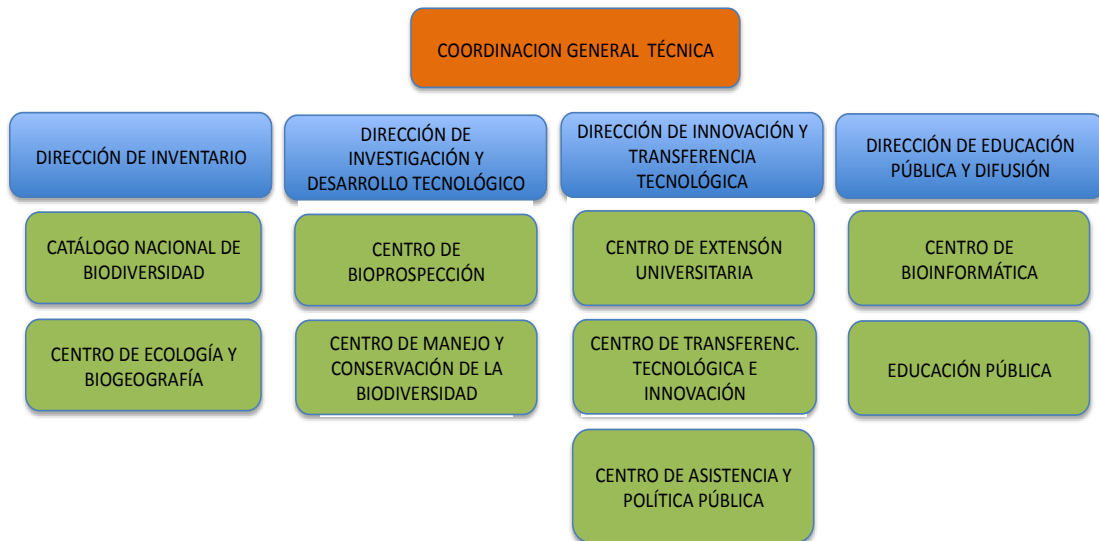 COORDINACION GENERAL TÉCNICA
DIRECCIÓN DE INVENTARIO
DIRECCIÓN DE
INVESTIGACIÓN Y
DESARROLLO TECNOLÓGICO
DIRECCIÓN DE INNOVACIÓN Y
TRANSFERENCIA
TECNOLÓGICA
DIRECCIÓN DE EDUCACIÓN
PÚBLICA Y DIFUSIÓN
CATÁLOGO NACIONAL DE
BIODIVERSIDAD
CENTRO DE
BIOPROSPECCIÓN
CENTRO DE EXTENSÓN
UNIVERSITARIA
CENTRO DE
BIOINFORMÁTICA
CENTRO DE ECOLOGÍA Y
BIOGEOGRAFÍA
CENTRO DE MANEJO Y
CONSERVACIÓN DE LA
BIODIVERSIDAD
CENTRO DE TRANSFERENC.
TECNOLÓGICA E
INNOVACIÓN
EDUCACIÓN PÚBLICA
CENTRO DE ASISTENCIA Y
POLÍTICA PÚBLICA